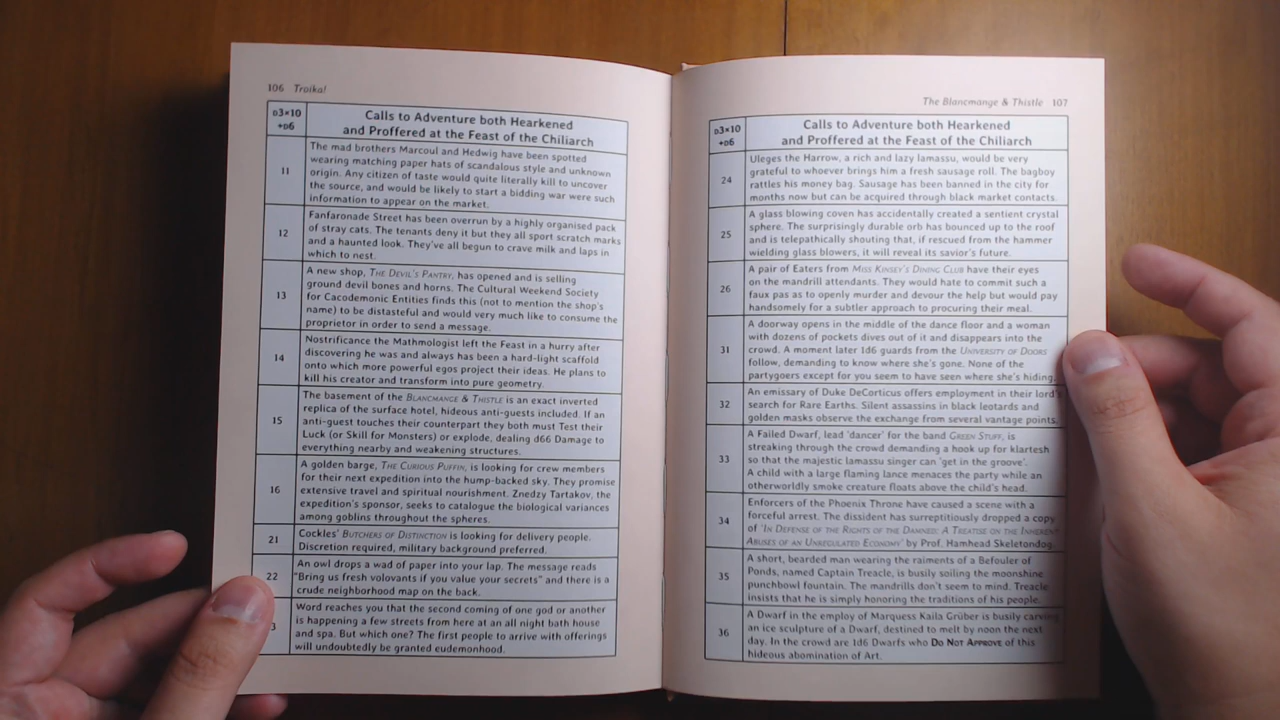 106 Troika!
D3×10
+D6
Calls to Adventure both Hearkened
and Proffered at the Feast of the Chiliarch
11
The mad brothers Marcoul and Hedwig have been spotted
wearing matching paper hats of scandalous style and unknown
origin. Any citizen of taste would quite literally kill to uncover
the source, and would be likely to start a bidding war were such
information to appear on the market.
12
Fanfaronade Street has been overrun by a highly organised pack
of stray cats. The tenants deny it but they all sport scratch marks
and a haunted look. They've all begun to crave milk and laps in
which to nest.
13
A new shop, THE DEVIL'S PANTRY, has opened and is selling
ground devil bones and horns. The Cultural Weekend Society
for Cacodemonic Entities finds this (not to mention the shop's
name) to be distasteful and would very much like to consume the
proprietor in order to send a message.
14
Nostrificance the Mathmologist left the Feast in a hurry after
discovering he was and always has been a hard-light scaffold
onto which more powerful egos project their ideas. He plans to
kill his creator and transform into pure geometry.
15
The basement of the BLANCMANGE & THISTLE is an exact inverted
replica of the surface hotel, hideous anti-guests included. If an
anti-guest touches their counterpart they both must Test their
Luck (or Skill for Monsters) or explode, dealing d66 Damage to
everything nearby and weakening structures.
16
A golden barge, THE CURIOUS PUFFIN, is looking for crew members
for their next expedition into the hump-backed sky. They promise
extensive travel and spiritual nourishment. Znedzy Tartakov, the
expedition's sponsor, seeks to catalogue the biological variances
among goblins throughout the spheres.
21
Cockles' BUTCHERS OF DISTINCTION is looking for delivery people.
Discretion required, military background preferred.
22
An owl drops a wad of paper into your lap. The message reads
"Bring us fresh volovants if you value your secrets" and there is a
crude neighborhood map on the back.
3
Word reaches you that the second coming of one god or another
is happening a few streets from here at an all night bath house
and spa. But which one? The first people to arrive with offerings
will undoubtedly be granted eudemonhood.
The Blancmange & Thistle 107
D3×10
+D6
Calls to Adventure both Hearkened
and Proffered at the Feast of the Chiliarch
24
Uleges the Harrow, a rich and lazy lamassu, would be very
grateful to whoever brings him a fresh sausage roll. The bagboy
rattles his money bag. Sausage has been banned in the city for
months now but can be acquired through black market contacts.
25
A glass blowing coven has accidentally created a sentient crystal
sphere. The surprisingly durable orb has bounced up to the roof
and is telepathically shouting that, if rescued from the hammer
wielding glass blowers, it will reveal its savior's future.
26
A pair of Eaters from MISS KINSEY'S DINING CLUB have their eyes
on the mandrill attendants. They would hate to commit such a
faux pas as to openly murder and devour the help but would pay
handsomely for a subtler approach to procuring their meal.
31
A doorway opens in the middle of the dance floor and a woman
with dozens of pockets dives out of it and disappears into the
crowd. A moment later 1d6 guards from the UNIVERSITY OF DOORS
follow, demanding to know where she's gone. None of the
partygoers except for you seem to have seen where she's hiding.
32
An emissary of Duke DeCorticus offers employment in their lord's
search for Rare Earths. Silent assassins in black leotards and
golden masks observe the exchange from several vantage points.
33
A Failed Dwarf, lead 'dancer' for the band GREEN STUFF, is
streaking through the crowd demanding a hook up for klartesh
so that the majestic lamassu singer can 'get in the groove'.
A child with a large flaming lance menaces the party while an
otherworldly smoke creature floats above the child's head.
34
Enforcers of the Phoenix Throne have caused a scene with a
forceful arrest. The dissident has surreptitiously dropped a copy
of 'IN DEFENSE OF THE RIGHTS OF THE DAMNED: A TREATISE ON THE INHERENT
ABUSES OF AN UNREGULATED ECONOMY' by Prof. Hamhead Skeletondog.
35
A short, bearded man wearing the raiments of a Befouler of
Ponds, named Captain Treacle, is busily soiling the moonshine
punchbowl fountain. The mandrills don't seem to mind. Treacle
insists that he is simply honoring the traditions of his people.
36
A Dwarf in the employ of Marquess Kaila Grüber is busily carving
an ice sculpture of a Dwarf, destined to melt by noon the next
day. In the crowd are 1d6 Dwarfs who DO NOT APPROVE of this
hideous abomination of Art.